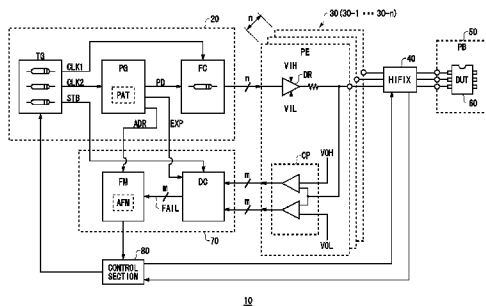 n
20
30 (30-1 ··· 30-n)
TG
CLK1
CLK2
STB
PG
PAT
PD
FC
ADR
EXP
n
PE
VIH
DR
VIL
40
HIFIX
50
PB
DUT
60
FM
AFM
m
FAIL
DC
m
m
CP
VOH
VOL
70
80
CONTROL
SECTION
10